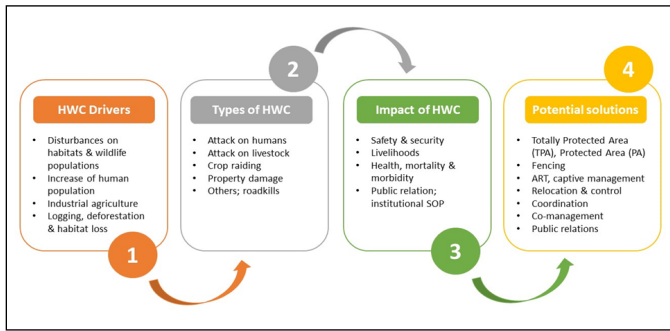 1
HWC Drivers
• Disturbances on
habitats & wildlife
populations
• Increase of human
population
• Industrial agriculture
• Logging, deforestation
& habitat loss
2
Types of HWC
• Attack on humans
• Attack on livestock
• Crop raiding
• Property damage
• Others; roadkills
3
Impact of HWC
• Safety & security
• Livelihoods
• Health, mortality &
morbidity
• Public relation;
institutional SOP
4
Potential solutions
• Totally Protected Area
(TPA), Protected Area (PA)
• Fencing
• ART, captive management
• Relocation & control
• Coordination
• Co-management
• Public relations